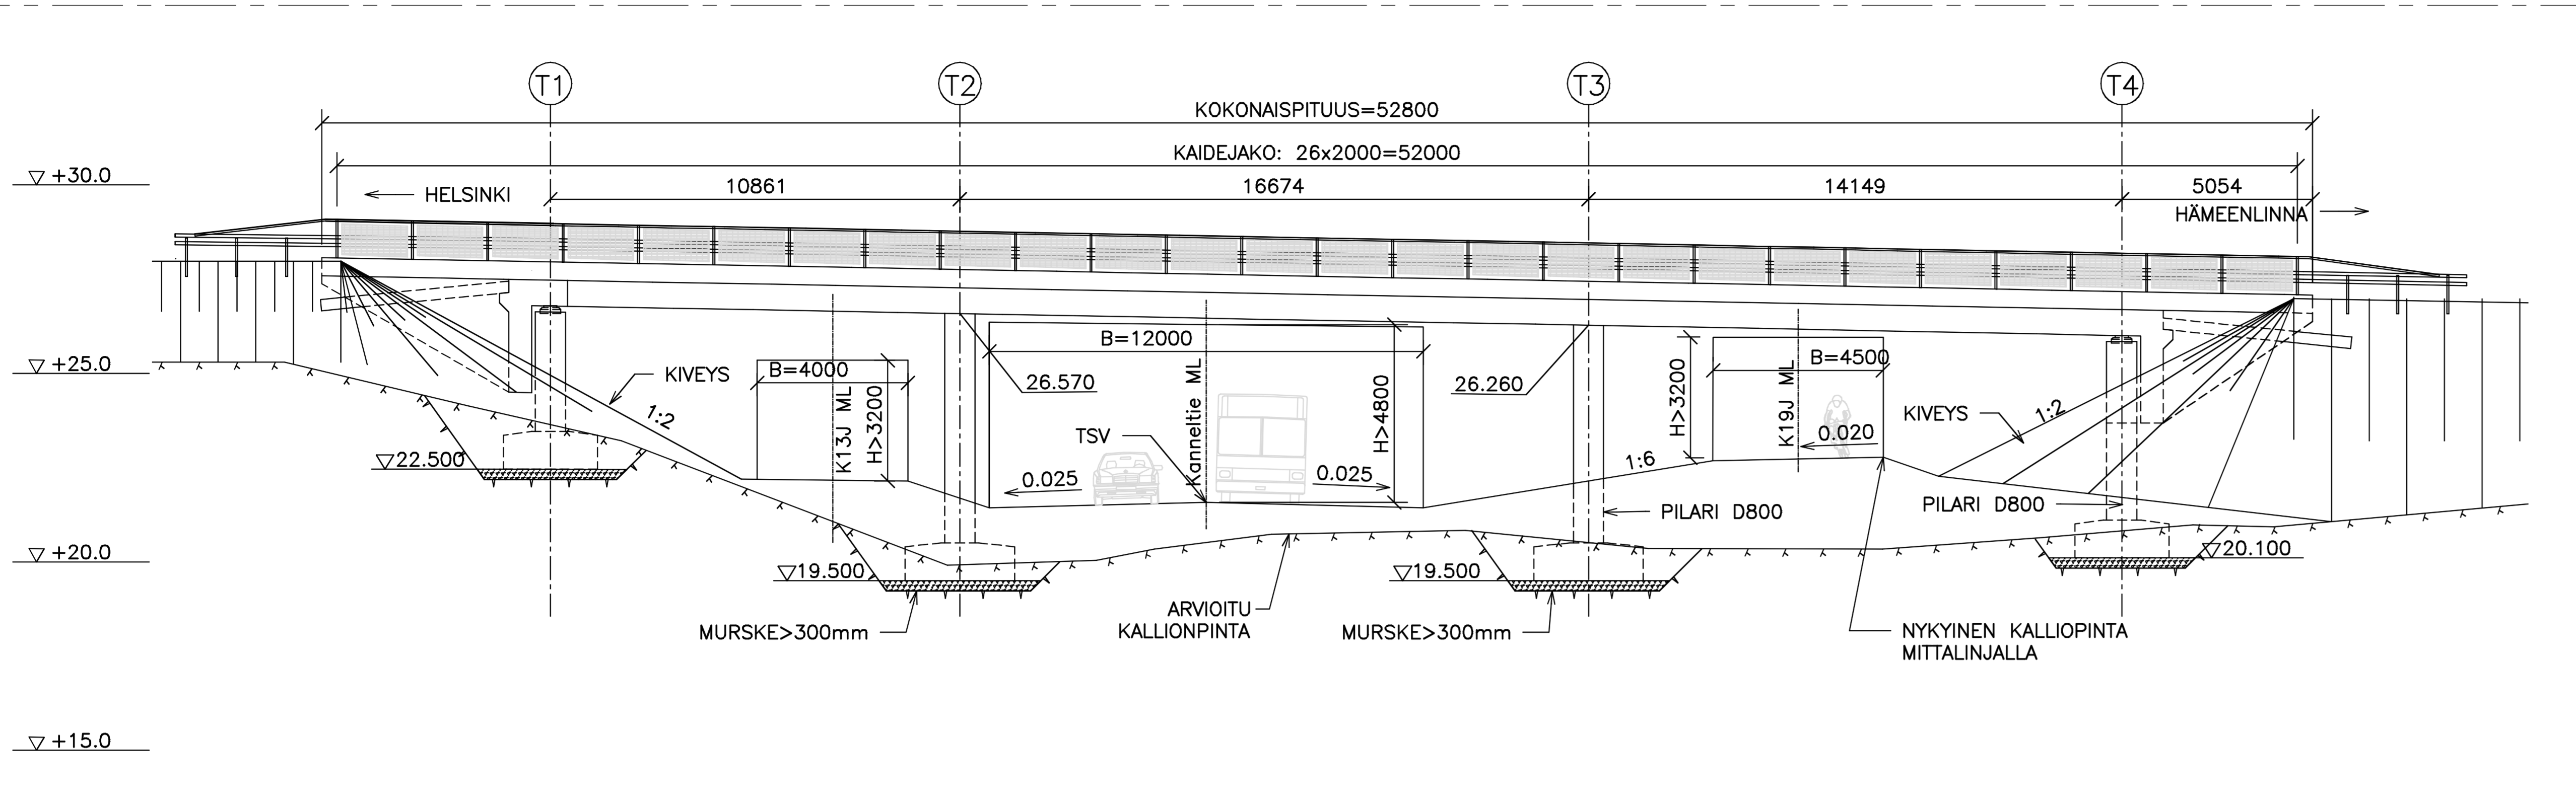 T1
T2
T3
T4
KOKONAISPITUUS=52800
KAIDEJAKO: 26x2000=52000
+30.0
HELSINKI
10861
16674
14149
5054
HÄMEENLINNA
B=12000
+25.0
B=4000
KIVEYS
1:2
K13J ML
H>3200
26.570
Kanneltie ML
H>4800
26.260
H>3200
K19J ML
B=4500
KIVEYS
1:2
TSV
0.020
22.500
0.025
0.025
1:6
PILARI D800
PILARI D800
+20.0
19.500
19.500
20.100
ARVIOITU
KALLIONPINTA
MURSKE>300mm
MURSKE>300mm
NYKYINEN KALLIOPINTA
MITTALINJALLA
+15.0